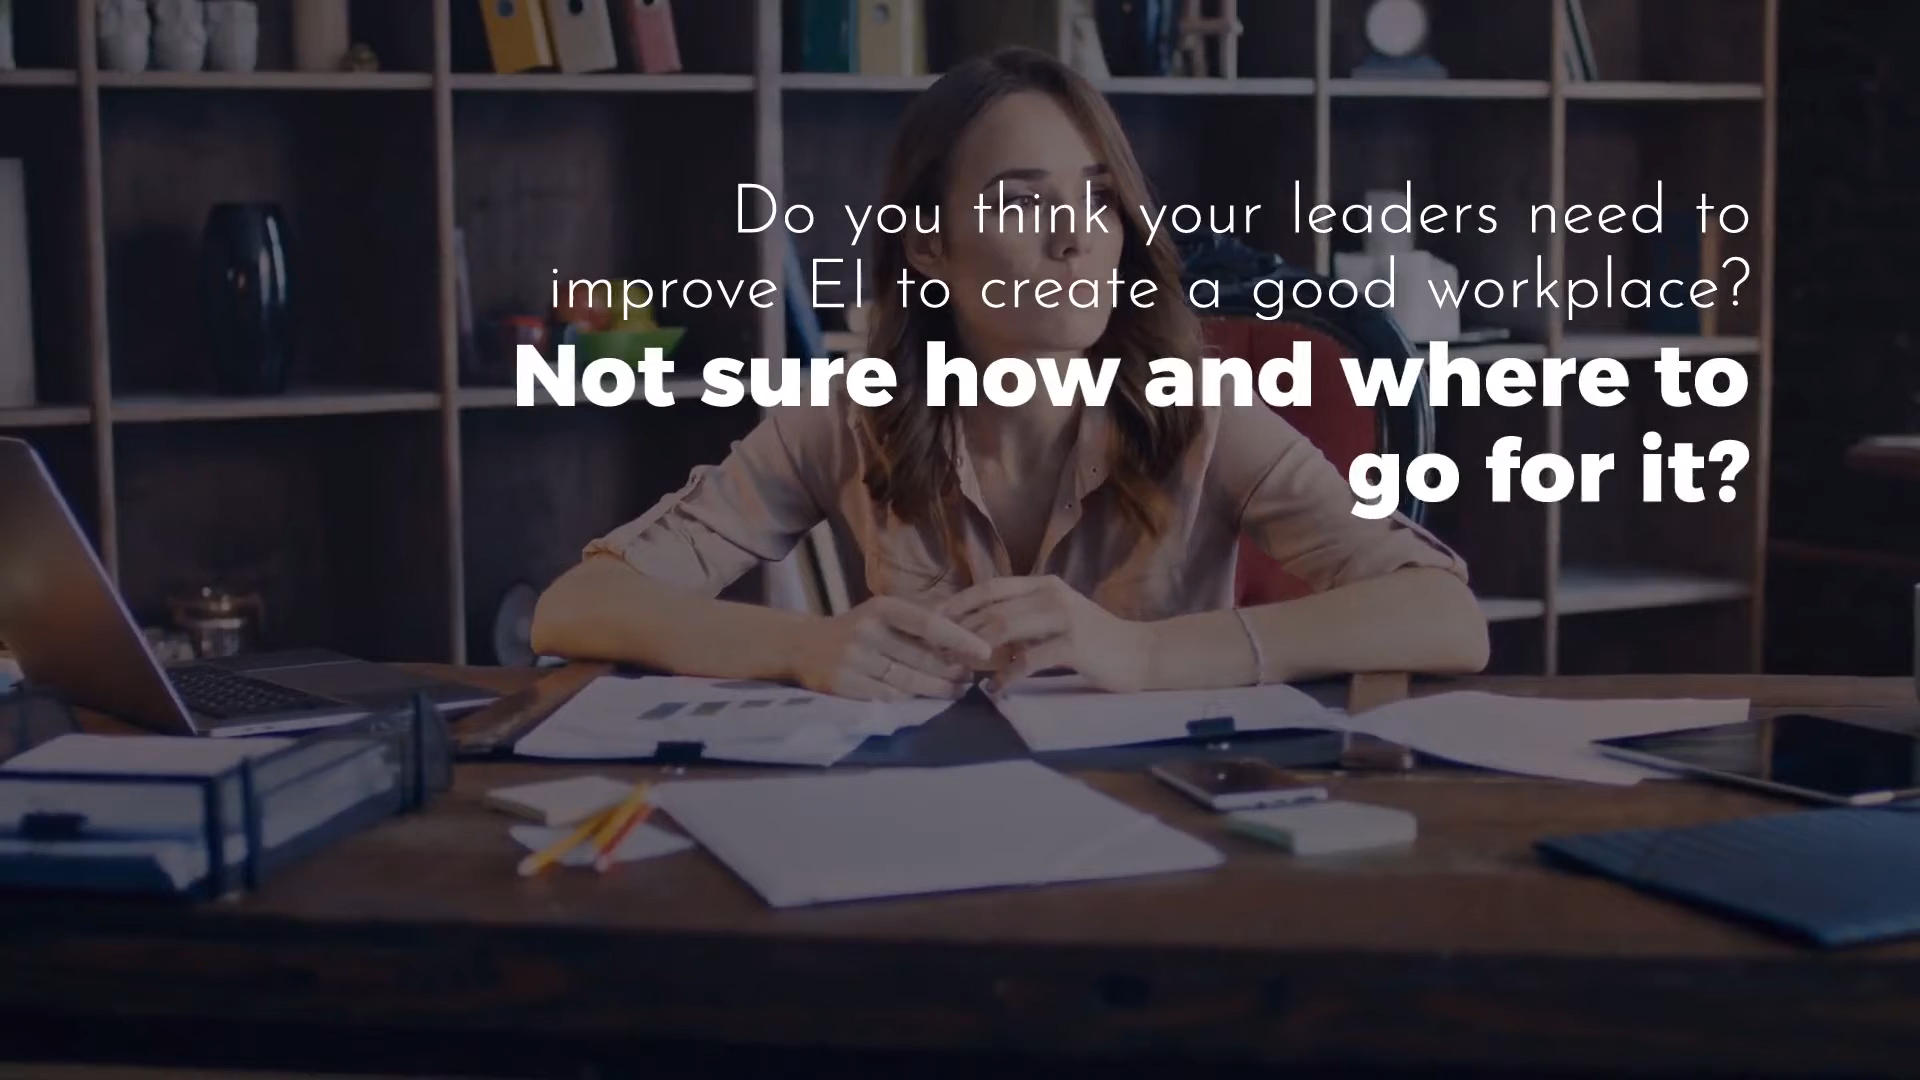 Do you think your leaders need to
improve EI to create a good workplace?
Not sure how and where to
go for it?